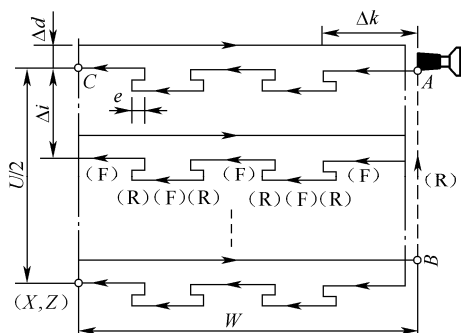 Δd
Δk
C
A
e
Δi
U/2
(F)
(F)
(F)
(R)
(R)(F)(R)
(R)(F)(R)
B
(X,Z)
W